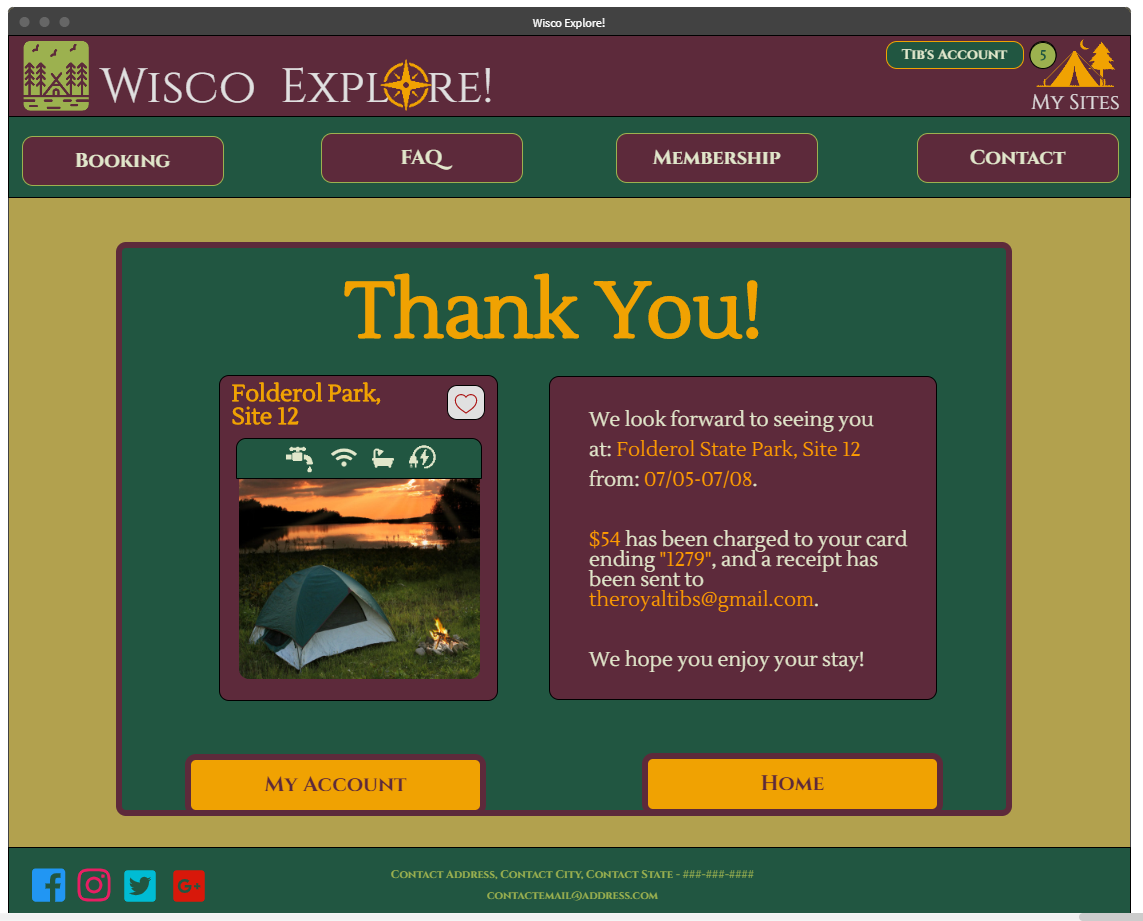 Wisco Explore!
Wisco Explore!
Tib's Account
5
My Sites
Booking
FAQ
Membership
Contact
Thank You!
Folderol Park,
Site 12
We look forward to seeing you
at: Folderol State Park, Site 12
from: 07/05-07/08.
$54 has been charged to your card
ending "1279", and a receipt has
been sent to
theroyaltibs@gmail.com.
We hope you enjoy your stay!
My Account
Home
Contact Address, Contact City, Contact State - ###-###-####
contactemail@address.com
G+